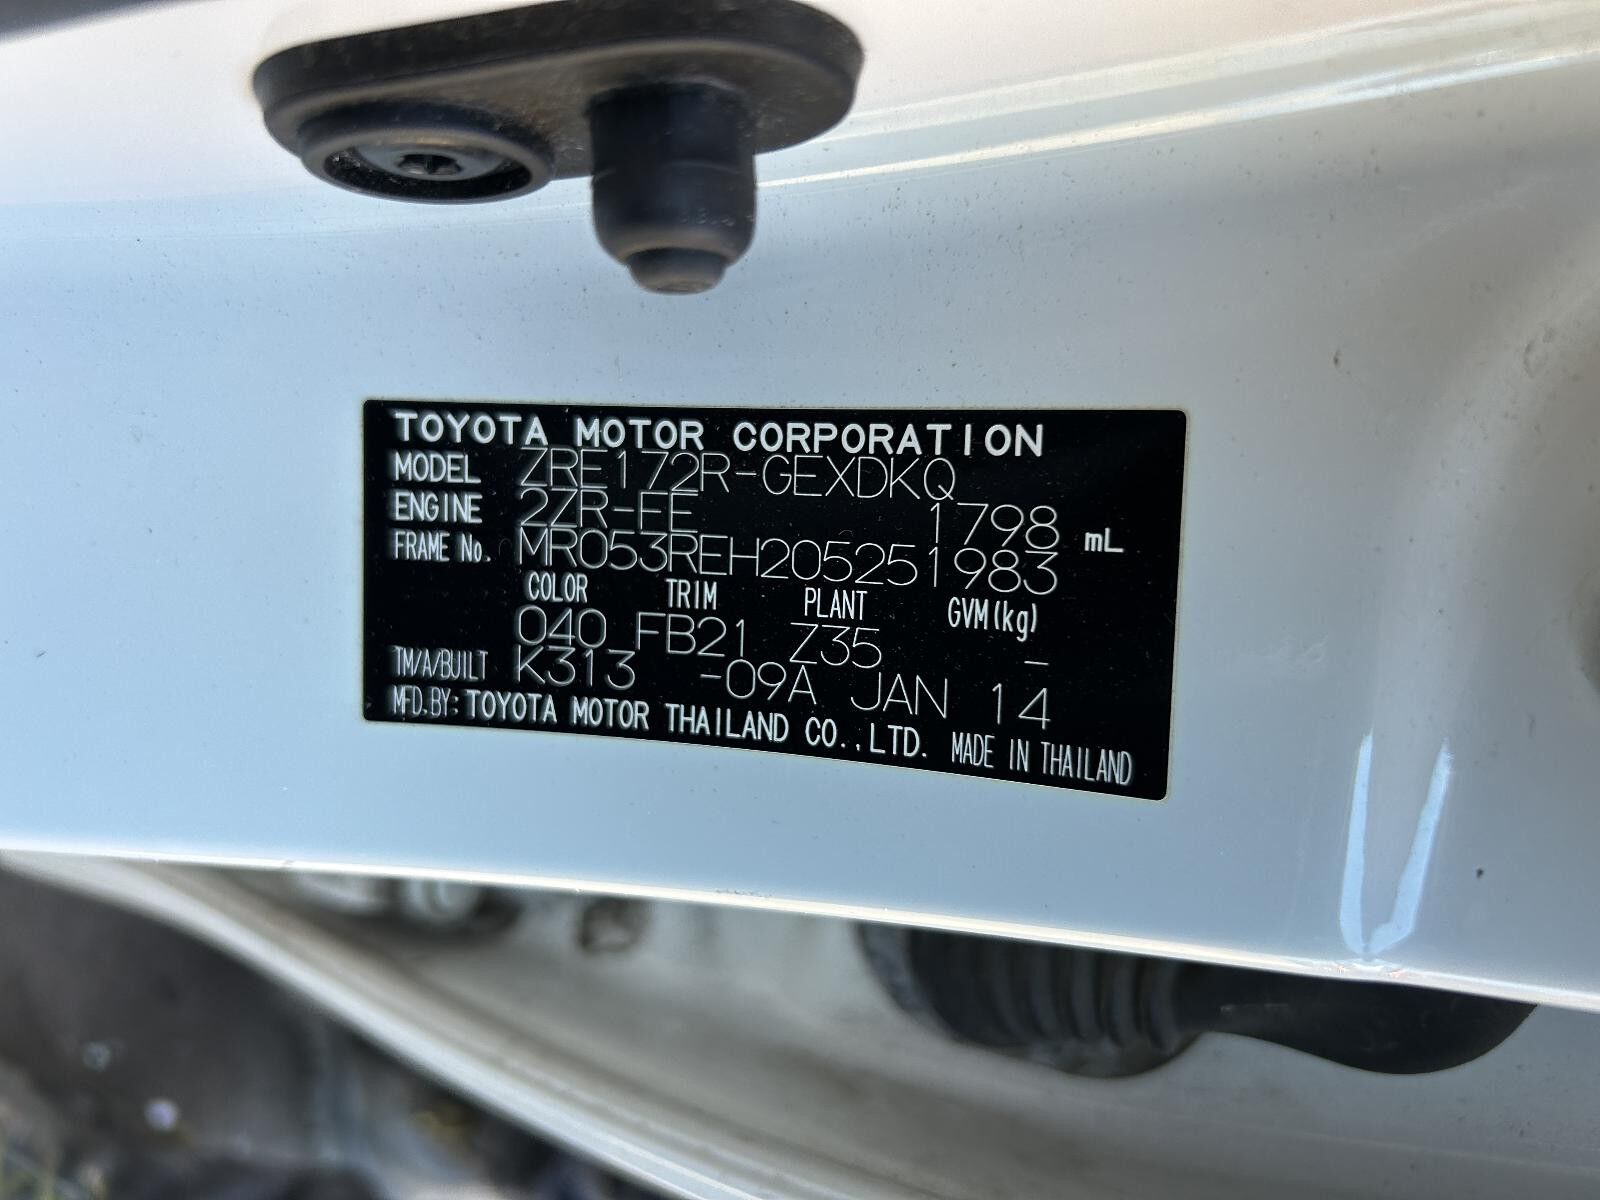 TOYOTA MOTOR CORPORATION
MODEL ZRE172R-GEXDKQ
ENGINE 2ZR-FE 1798 mL
FRAME No. MR053REH205251983
COLOR TRIM PLANT GVM(kg)
040 FB21 Z35 –
TM/A/BUILT K313 -09A JAN 14
MFD.BY: TOYOTA MOTOR THAILAND CO.,LTD. MADE IN THAILAND